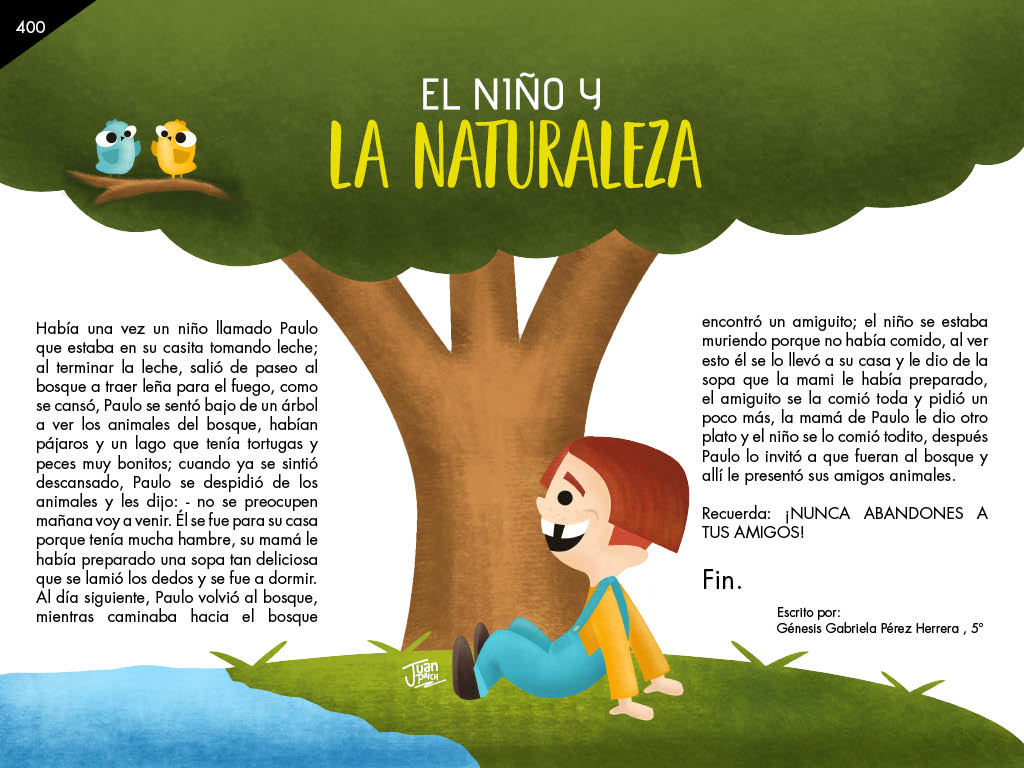 400
EL NIÑO Y
LA NATURALEZA
Había una vez un niño llamado Paulo
que estaba en su casita tomando leche;
al terminar la leche, salió de paseo al
bosque a traer leña para el fuego, como
se cansó, Paulo se sentó bajo de un árbol
a ver los animales del bosque, habían
pájaros y un lago que tenía tortugas y
peces muy bonitos; cuando ya se sintió
descansado, Paulo se despidió de los
animales y les dijo: - no se preocupen
mañana voy a venir. Él se fue para su casa
porque tenía mucha hambre, su mamá le
había preparado una sopa tan deliciosa
que se lamió los dedos y se fue a dormir.
Al día siguiente, Paulo volvió al bosque,
mientras caminaba hacia el bosque
encontró un amiguito; el niño se estaba
muriendo porque no había comido, al ver
esto él se lo llevó a su casa y le dio de la
sopa que la mami le había preparado,
el amiguito se la comió toda y pidió un
poco más, la mamá de Paulo le dio otro
plato y el niño se lo comió todito, después
Paulo lo invitó a que fueran al bosque y
allí le presentó sus amigos animales.
Recuerda: ¡NUNCA ABANDONES A
TUS AMIGOS!
Fin.
Escrito por:
Génesis Gabriela Pérez Herrera , 5°
Juan